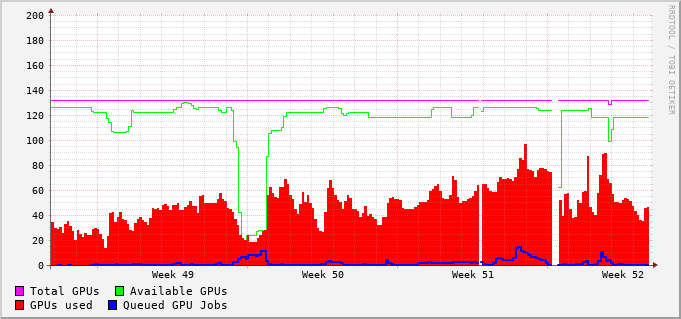 200
180
160
140
120
100
80
60
40
20
0
Week 49 Week 50 Week 51 Week 52
Total GPUs Available GPUs
GPUs used Queued GPU Jobs
RRDTOOL / TOBI OETIKER